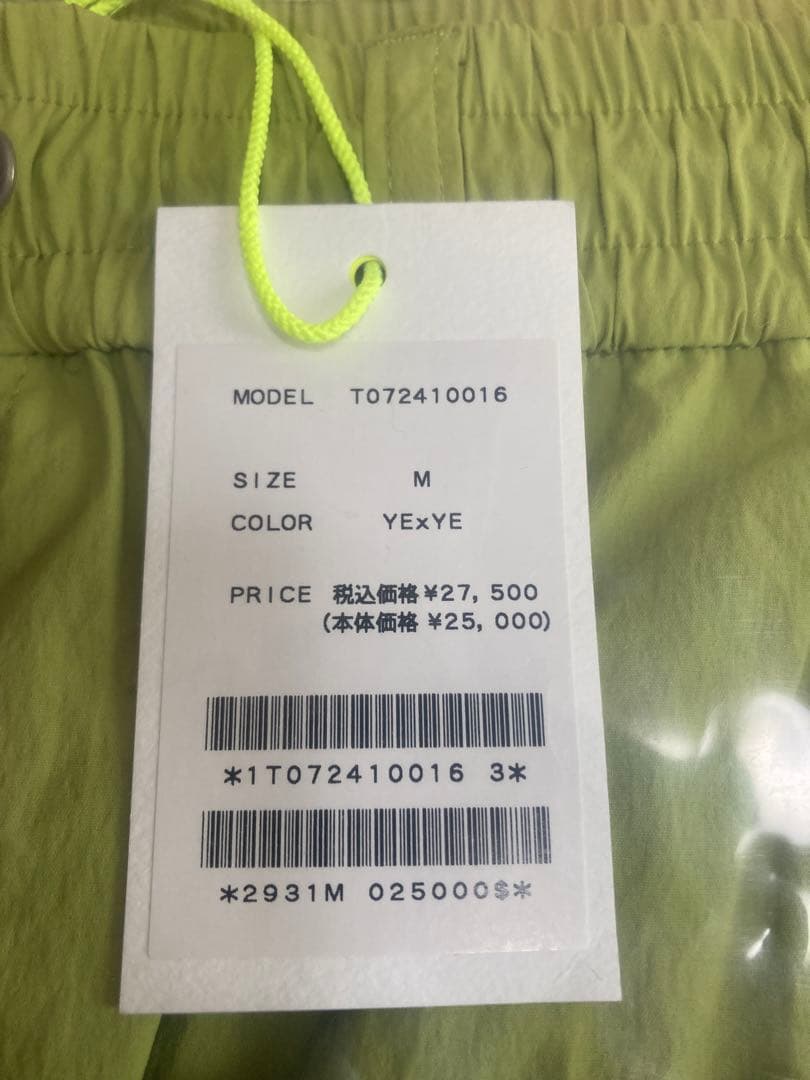 MODEL T072410016
SIZE M
COLOR YExYE
PRICE 税込価格¥27,500
(本体価格 ¥25,000)
*1T072410016 3*
*2931M 025000$*